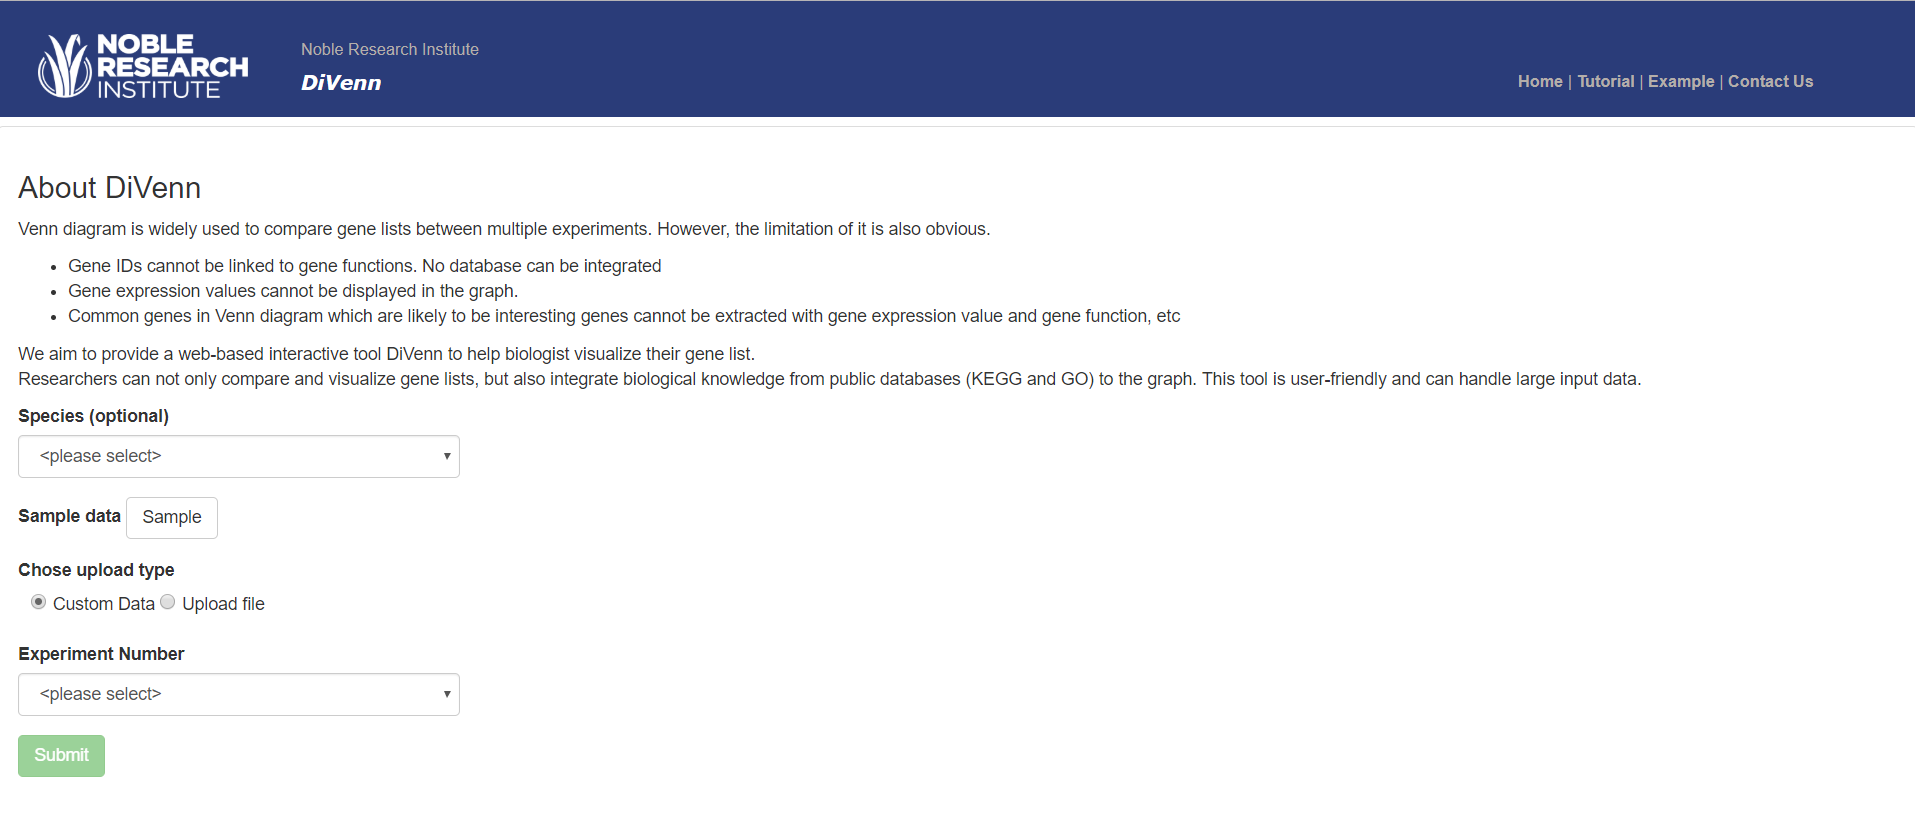 NOBLE
RESEARCH
INSTITUTE
Noble Research Institute
DiVenn
Home | Tutorial | Example | Contact Us
About DiVenn
Venn diagram is widely used to compare gene lists between multiple experiments. However, the limitation of it is also obvious.
• Gene IDs cannot be linked to gene functions. No database can be integrated
• Gene expression values cannot be displayed in the graph.
• Common genes in Venn diagram which are likely to be interesting genes cannot be extracted with gene expression value and gene function, etc
We aim to provide a web-based interactive tool DiVenn to help biologist visualize their gene list.
Researchers can not only compare and visualize gene lists, but also integrate biological knowledge from public databases (KEGG and GO) to the graph. This tool is user-friendly and can handle large input data.
Species (optional)
<please select>
Sample data Sample
Chose upload type
Custom Data Upload file
Experiment Number
<please select>
Submit